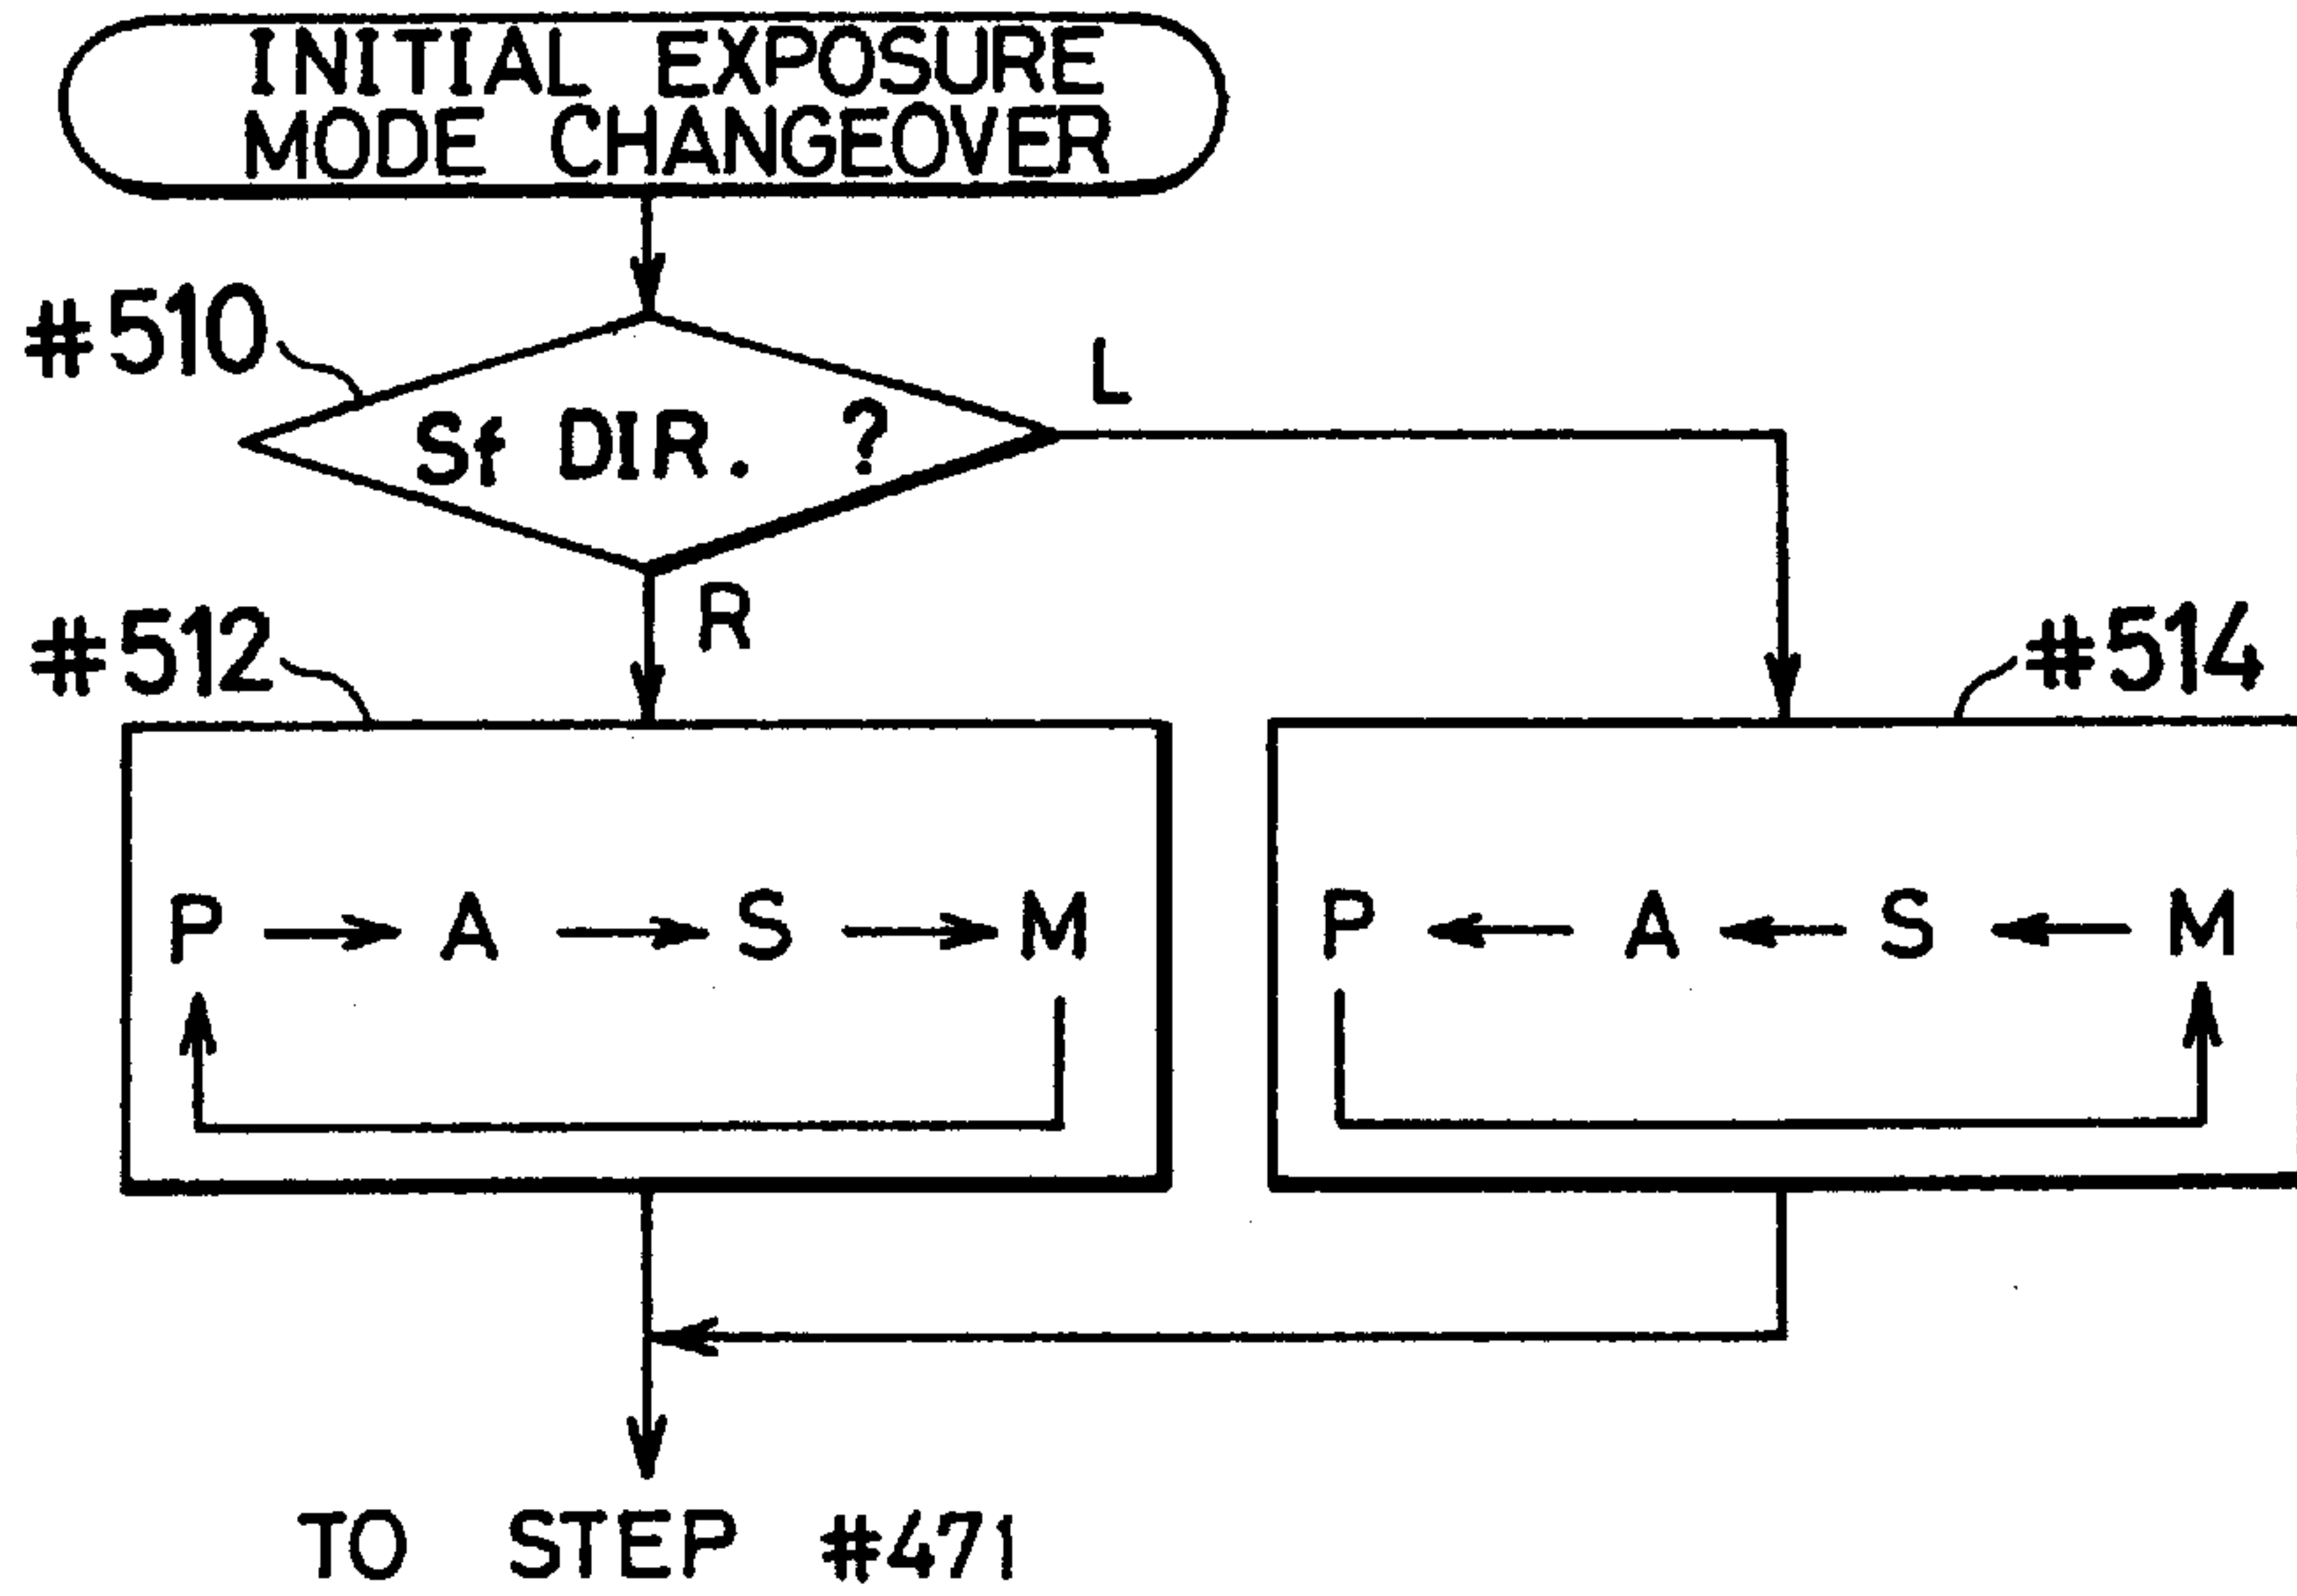 INITIAL EXPOSURE
MODE CHANGEOVER
#510
L
Sf DIR. ?
R
#512
#514
P A S M
P A S M
TO STEP #471